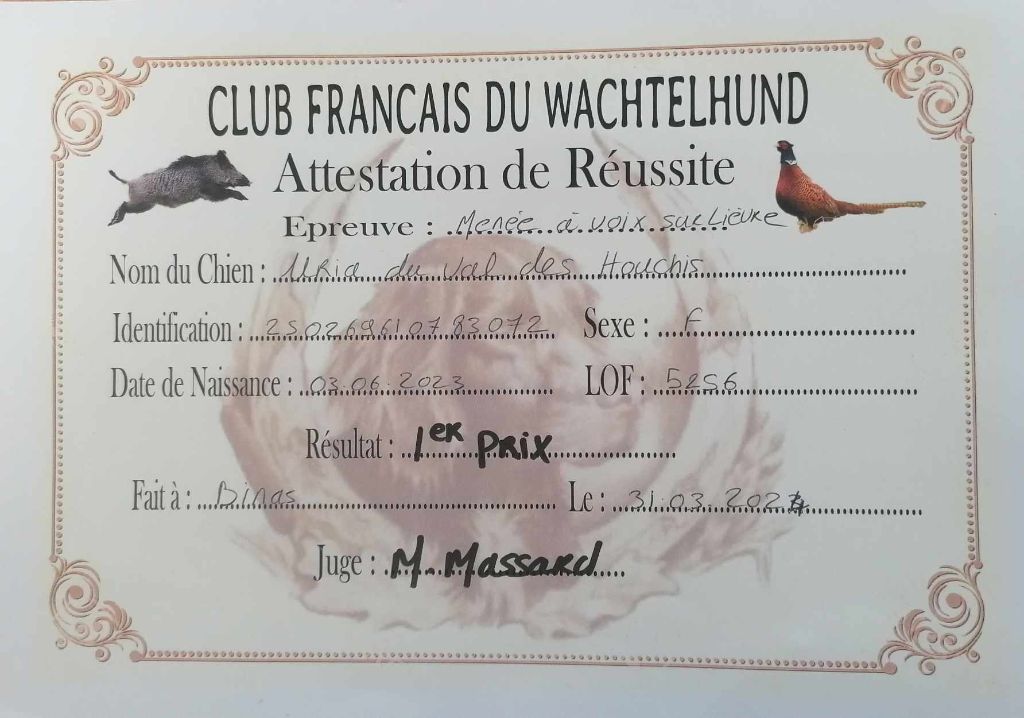 CLUB FRANCAIS DU WACHTELHUND
Attestation de Réussite
Epreuve : Menée à voix sur Lièvre
Nom du Chien : Ukia du Val des Houchis
Identification : 250269610783072 Sexe : F
Date de Naissance : 03.06.2023 LOF : 5256
Résultat : 1er PRIX
Fait à : Binas Le : 31.03.2024
Juge : M. Massard